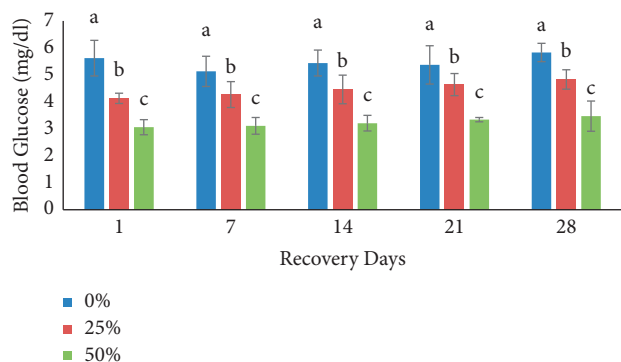 Blood Glucose (mg/dl)
7
6
5
4
3
2
1
0
a b c
a b c
a b c
a b c
a b c
1 7 14 21 28
Recovery Days
0%
25%
50%